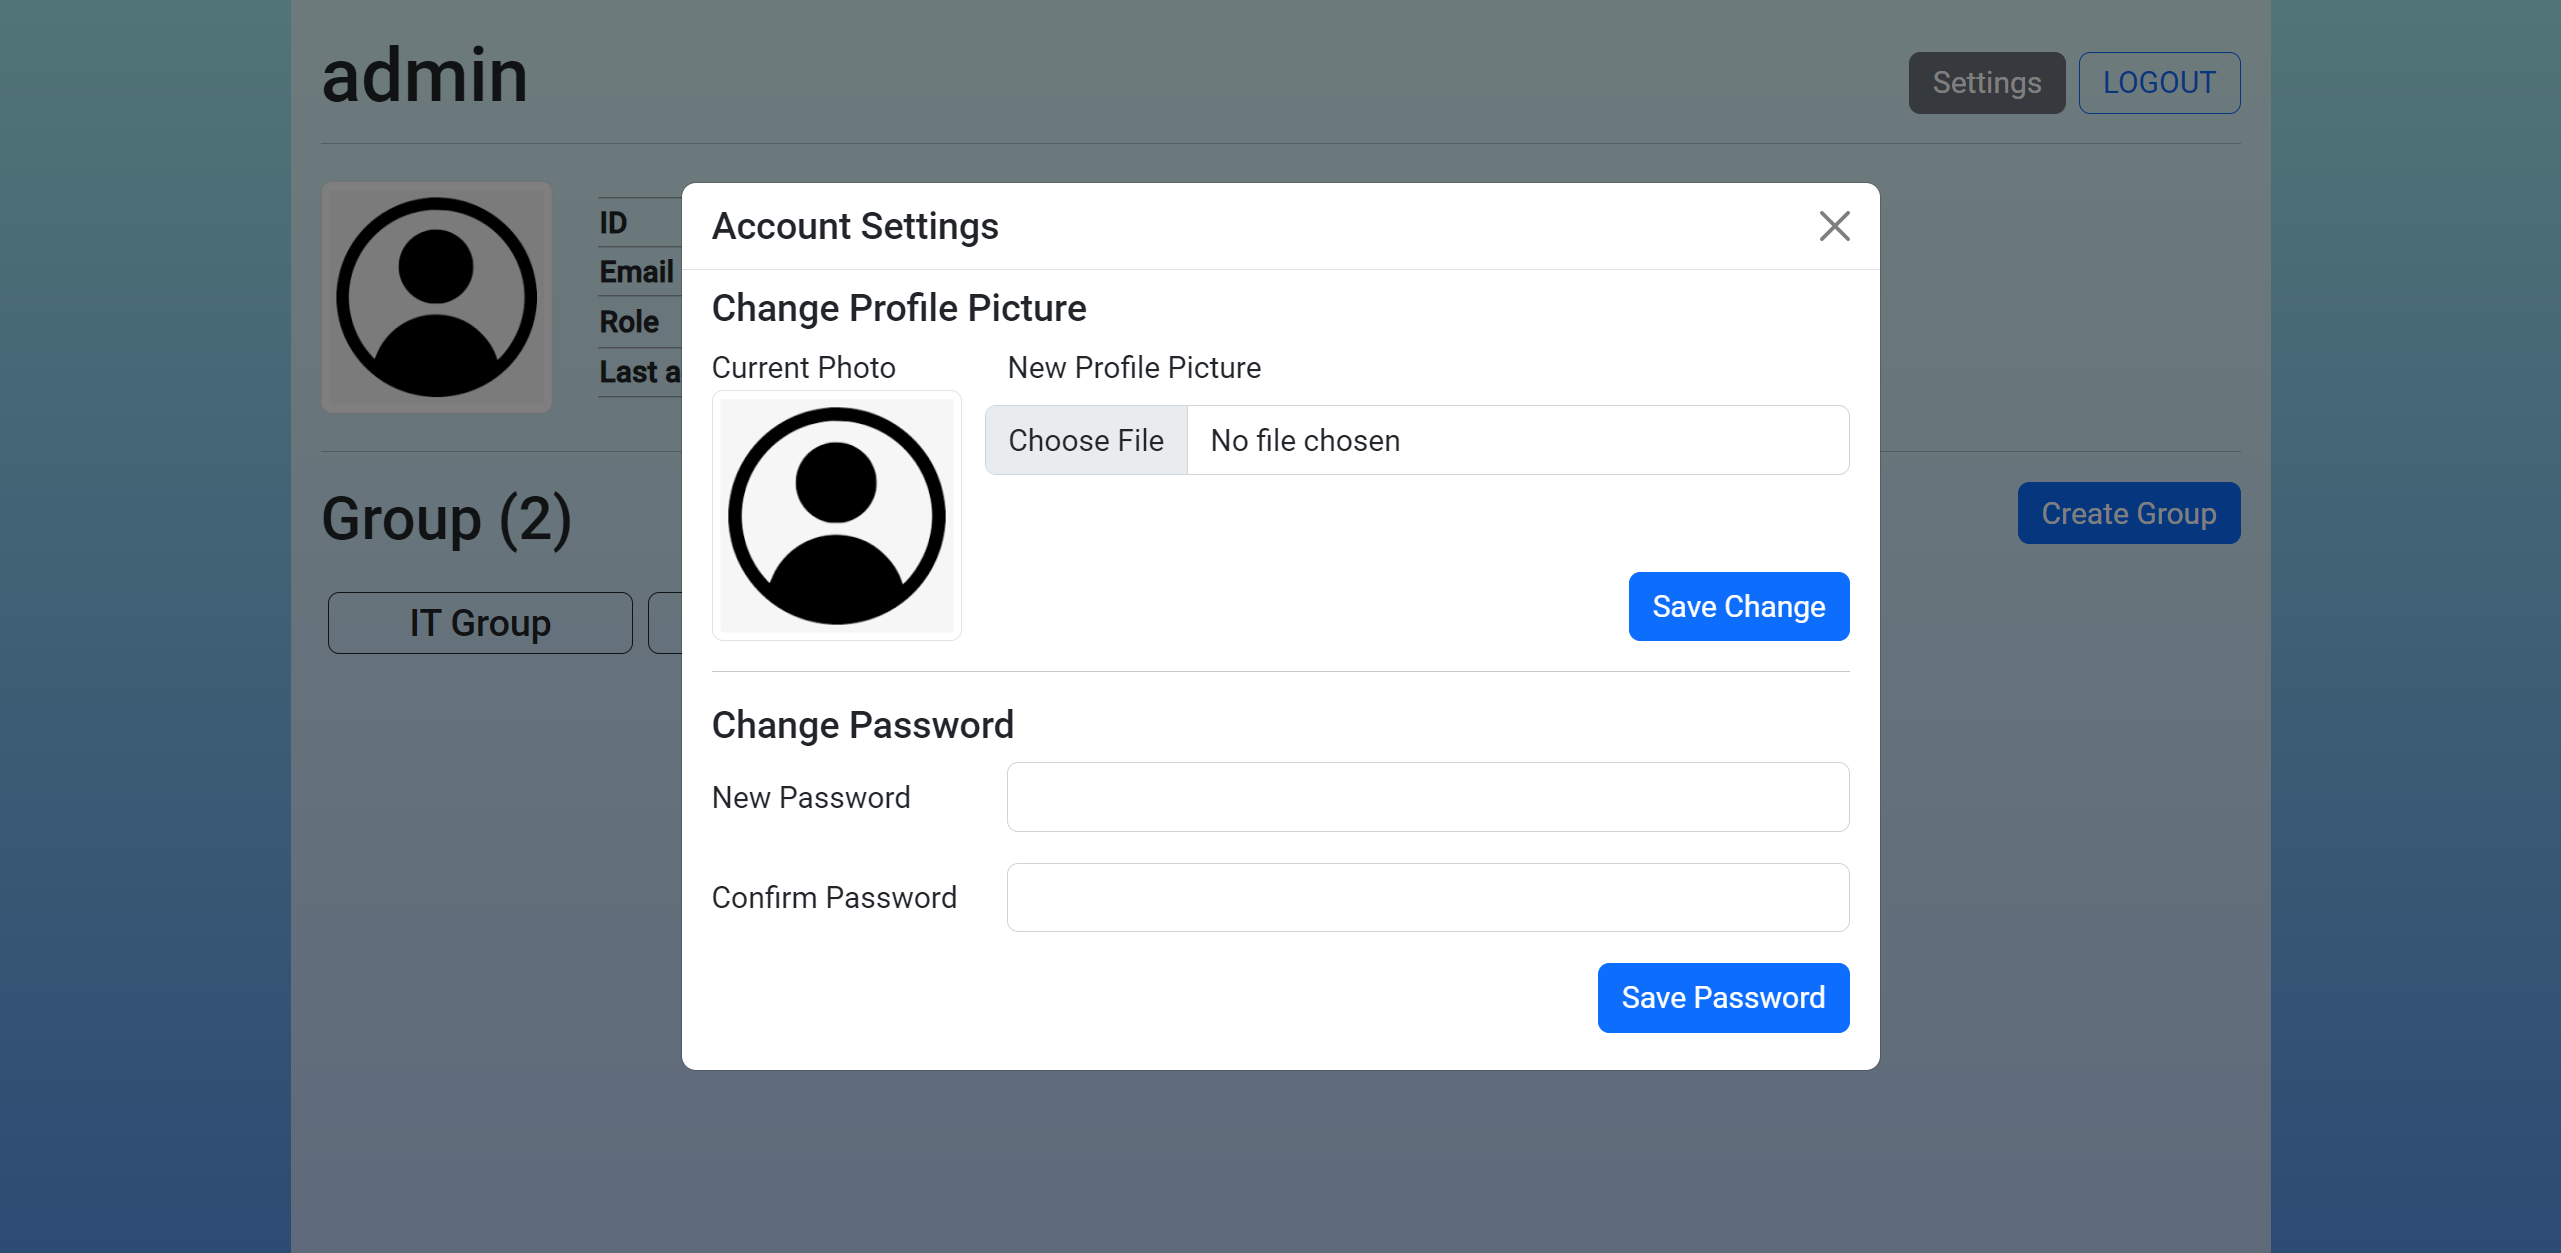 admin
Settings
LOGOUT
ID
Email
Role
Last a
Account Settings
Change Profile Picture
Current Photo
New Profile Picture
Choose File
No file chosen
Save Change
Group (2)
Create Group
IT Group
Change Password
New Password
Confirm Password
Save Password